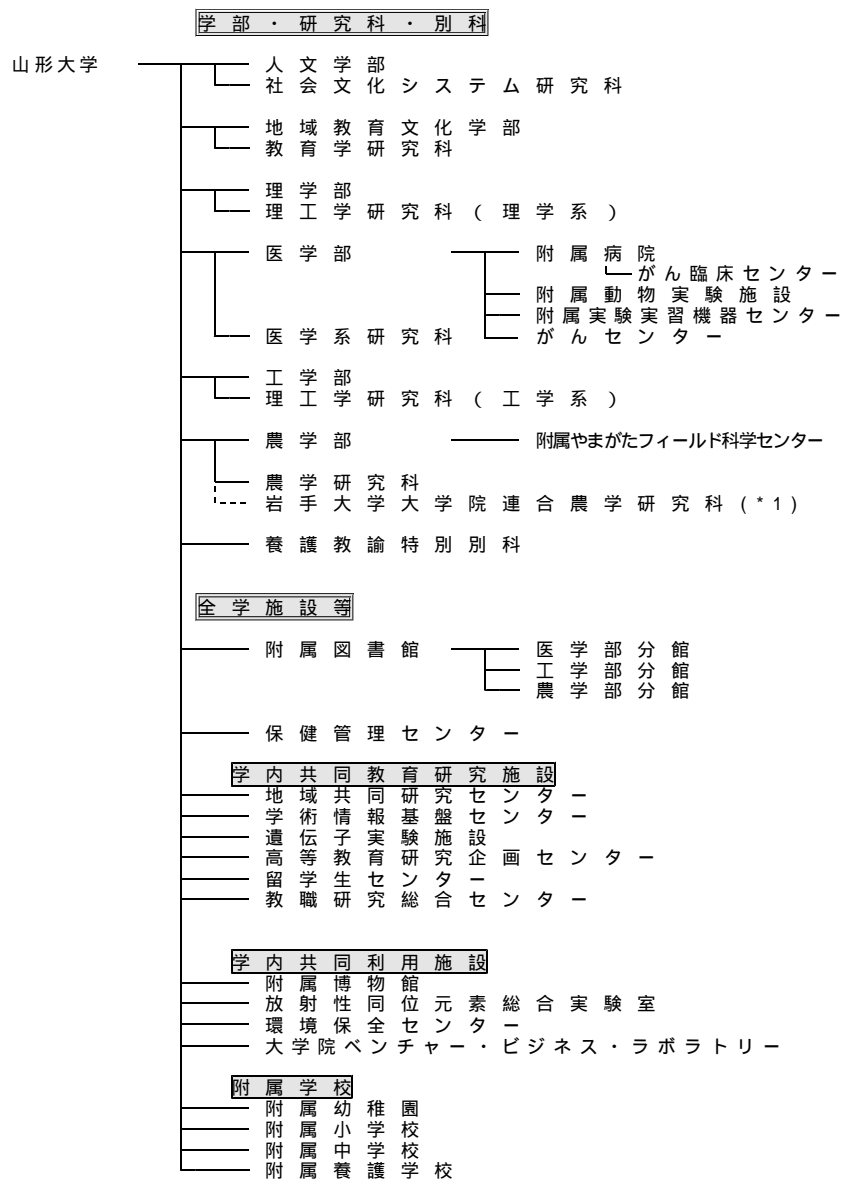 学部・研究科・別科
山形大学 人文学部
社会文化システム研究科
地域教育文化学部
教育学研究科
理学部
理工学研究科(理学系)
医学部 附属病院
がん臨床センター
附属動物実験施設
附属実験実習機器センター
医学系研究科 がんセンター
工学部
理工学研究科(工学系)
農学部 附属やまがたフィールド科学センター
農学研究科
岩手大学大学院連合農学研究科(*1)
養護教諭特別別科
全学施設等
附属図書館 医学部分館
工学部分館
農学部分館
保健管理センター
学内共同教育研究施設
地域共同研究センター
学術情報基盤センター
遺伝子実験施設
高等教育研究企画センター
留学生センター
教職研究総合センター
学内共同利用施設
附属博物館
放射性同位元素総合実験室
環境保全センター
大学院ベンチャー・ビジネス・ラボラトリー
附属学校
附属幼稚園
附属小学校
附属中学校
附属養護学校